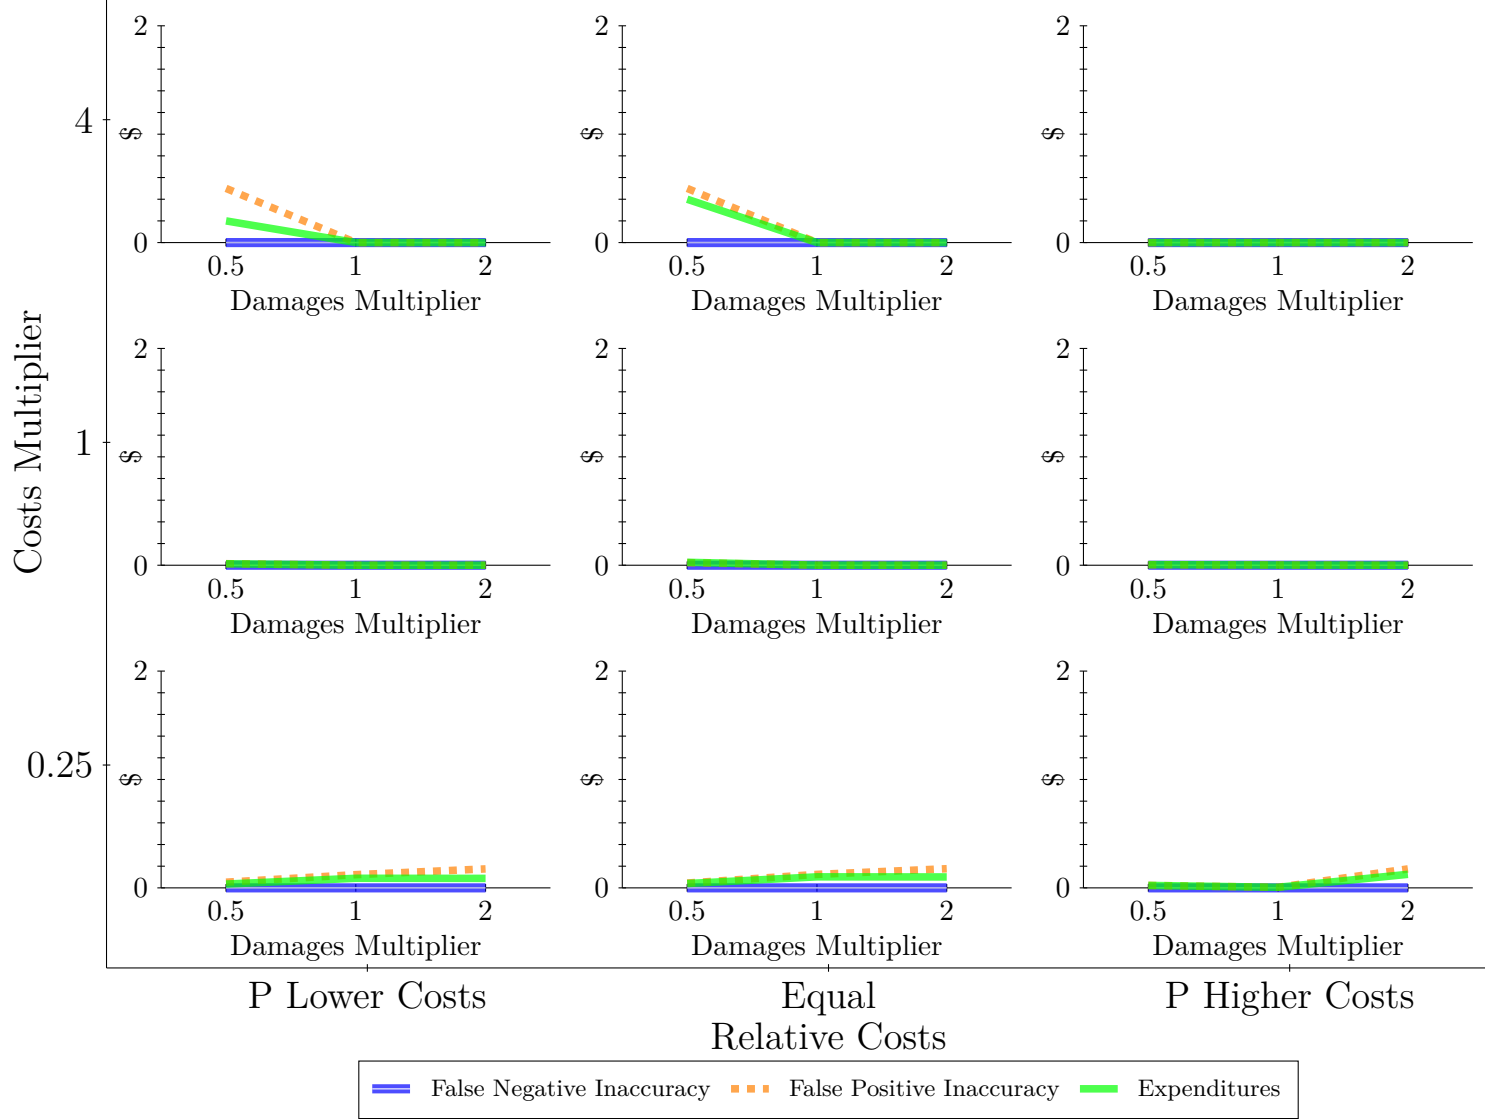 2
2
2
4
$
$
$
0
0
0
0.5 1 2
0.5 1 2
0.5 1 2
Damages Multiplier
Damages Multiplier
Damages Multiplier
Costs Multiplier
2
2
2
1
$
$
$
0
0
0
0.5 1 2
0.5 1 2
0.5 1 2
Damages Multiplier
Damages Multiplier
Damages Multiplier
2
2
2
0.25
$
$
$
0
0
0
0.5 1 2
0.5 1 2
0.5 1 2
Damages Multiplier
Damages Multiplier
Damages Multiplier
P Lower Costs
Equal
P Higher Costs
Relative Costs
False Negative Inaccuracy
False Positive Inaccuracy
Expenditures